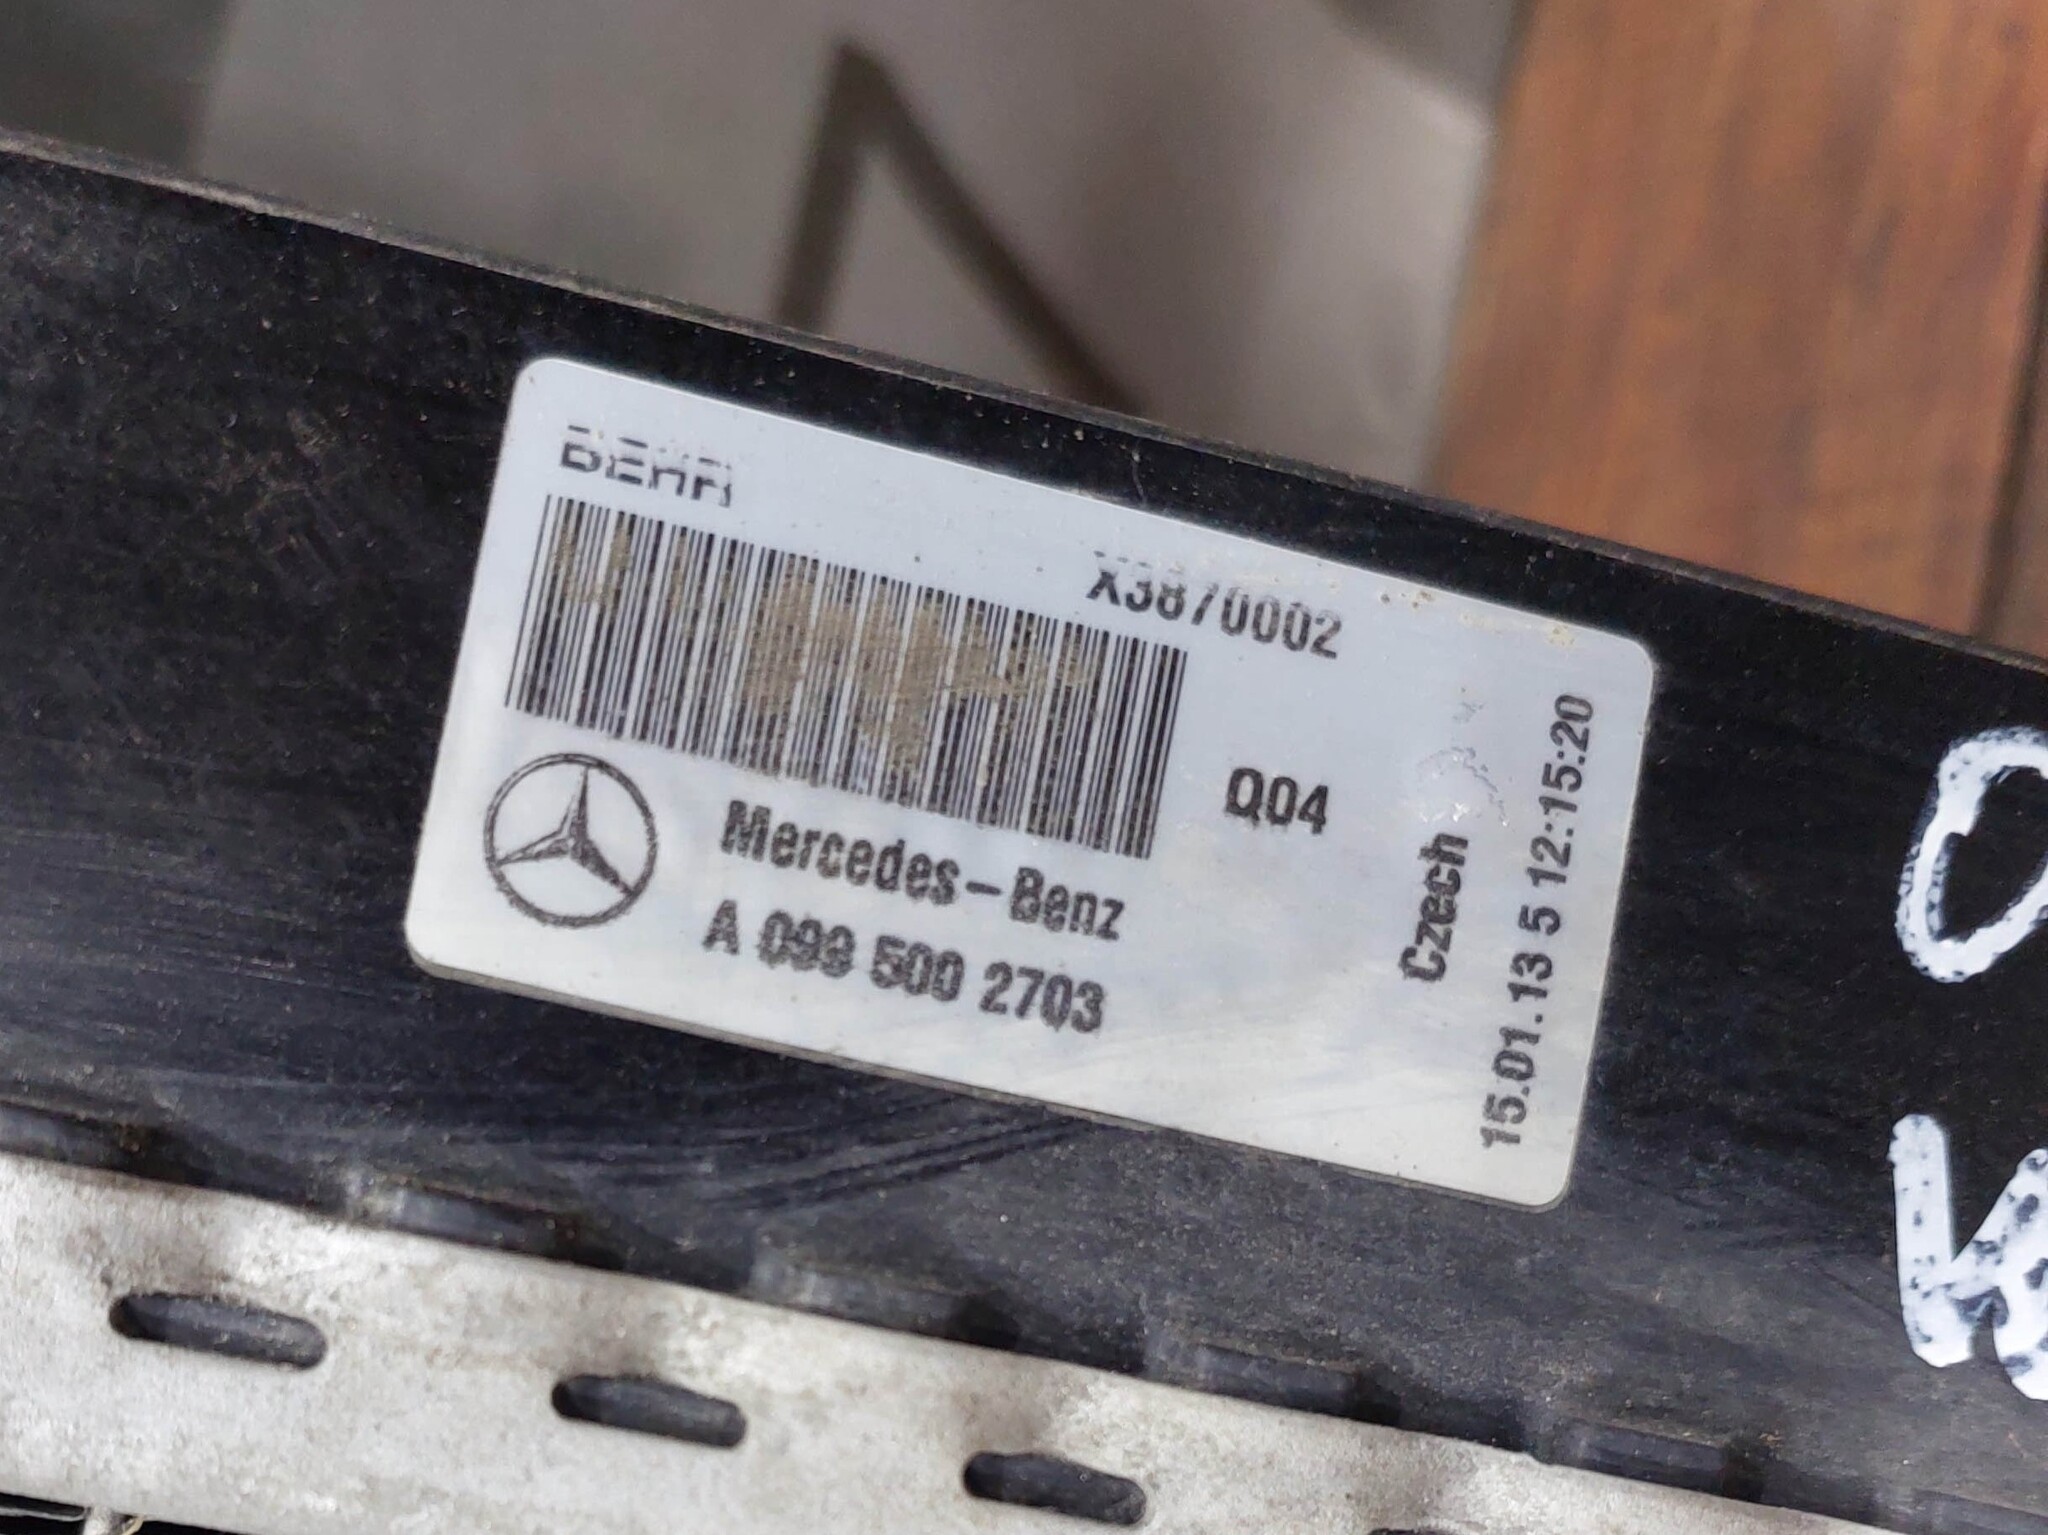 BEHR
X3870002
Q04
Mercedes-Benz
A 099 500 2703
Czech
15.01.13 5 12:15:20